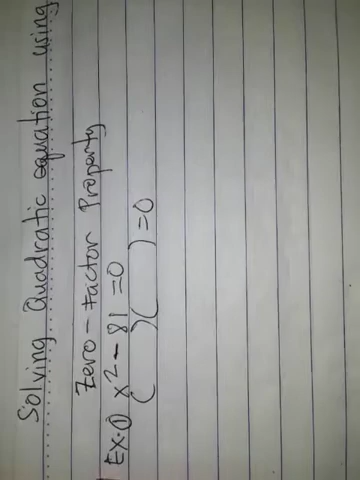 Solving Quadratic equation using
Zero-Factor Property
Ex.① x² - 81 = 0
( )( ) = 0